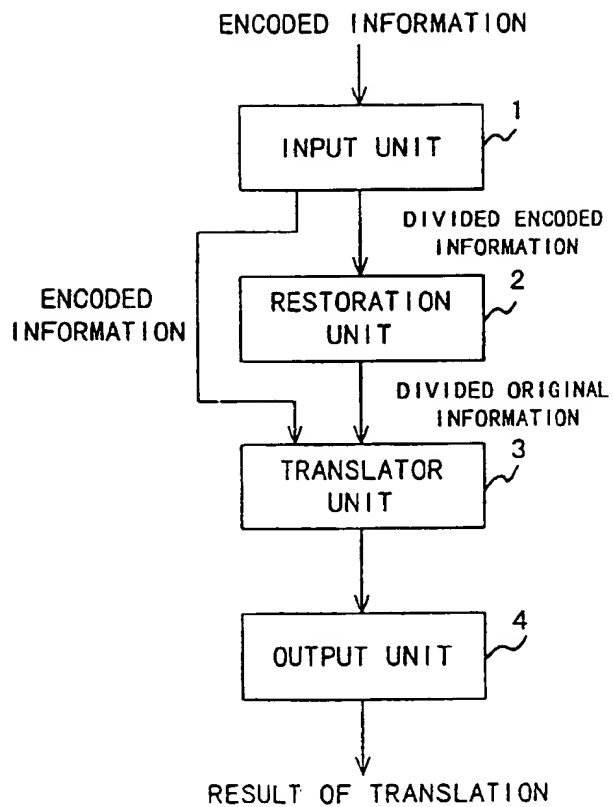 ENCODED INFORMATION
1
INPUT UNIT
DIVIDED ENCODED
INFORMATION
ENCODED
INFORMATION
2
RESTORATION
UNIT
DIVIDED ORIGINAL
INFORMATION
3
TRANSLATOR
UNIT
4
OUTPUT UNIT
RESULT OF TRANSLATION